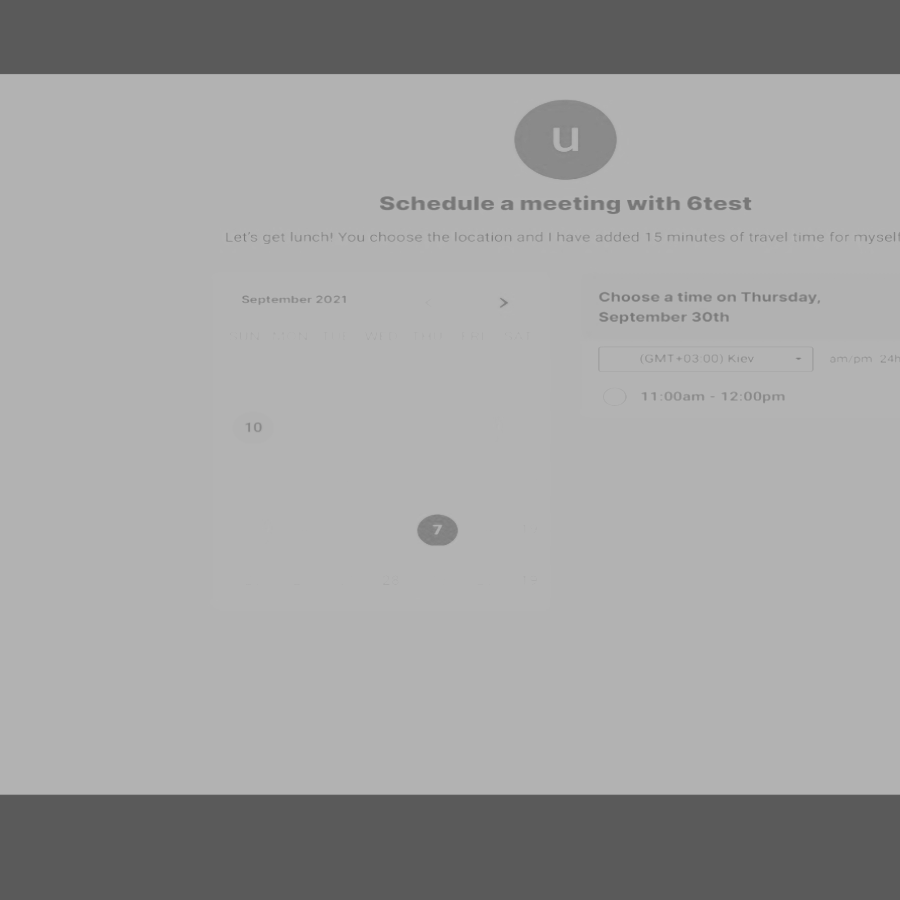 u
Schedule a meeting with 6test
Let's get lunch! You choose the location and I have added 15 minutes of travel time for myself
September 2021
Choose a time on Thursday,
September 30th
(GMT+03:00) Kiev
am/pm 24h
11:00am - 12:00pm
10
7